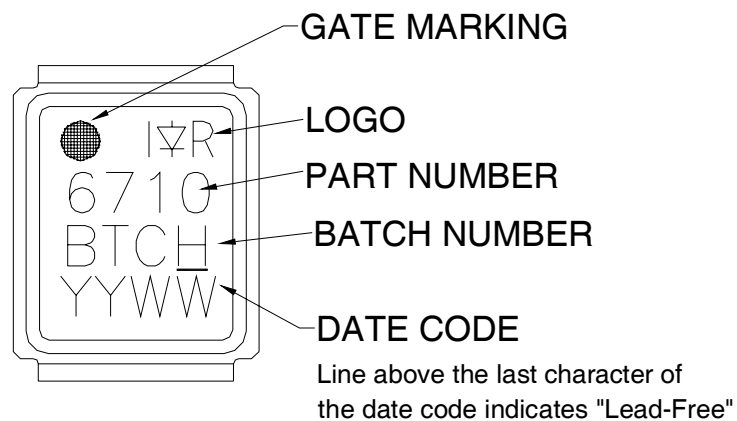 GATE MARKING
I R
LOGO
6710
PART NUMBER
BTCH
BATCH NUMBER
YYWW
DATE CODE
Line above the last character of
the date code indicates "Lead-Free"